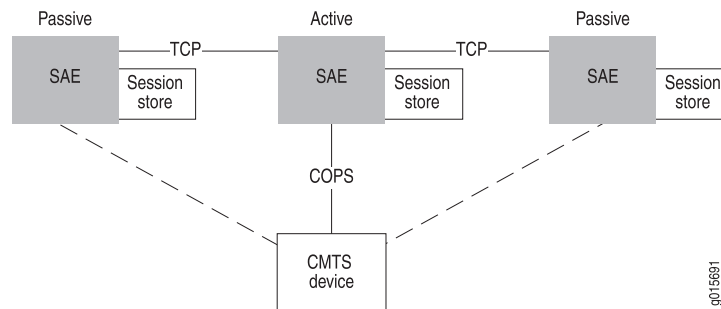 Passive
Active
Passive
TCP
TCP
SAE
Session
store
SAE
Session
store
SAE
Session
store
COPS
CMTS
device
g015691